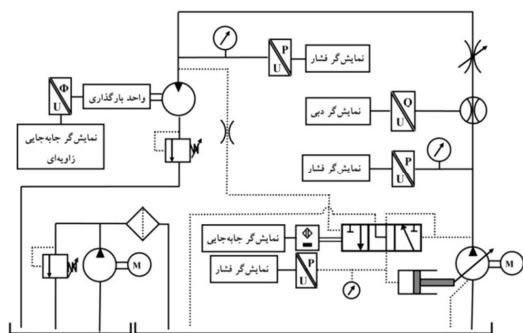 P
U
نمایش‌گر فشار
Φ
U
واحد بارگذاری
نمایش‌گر جابه‌جایی
زاویه‌ای
نمایش‌گر دبی
Q
U
نمایش‌گر فشار
P
U
نمایش‌گر جابه‌جایی
Φ
نمایش‌گر فشار
P
U
M
M